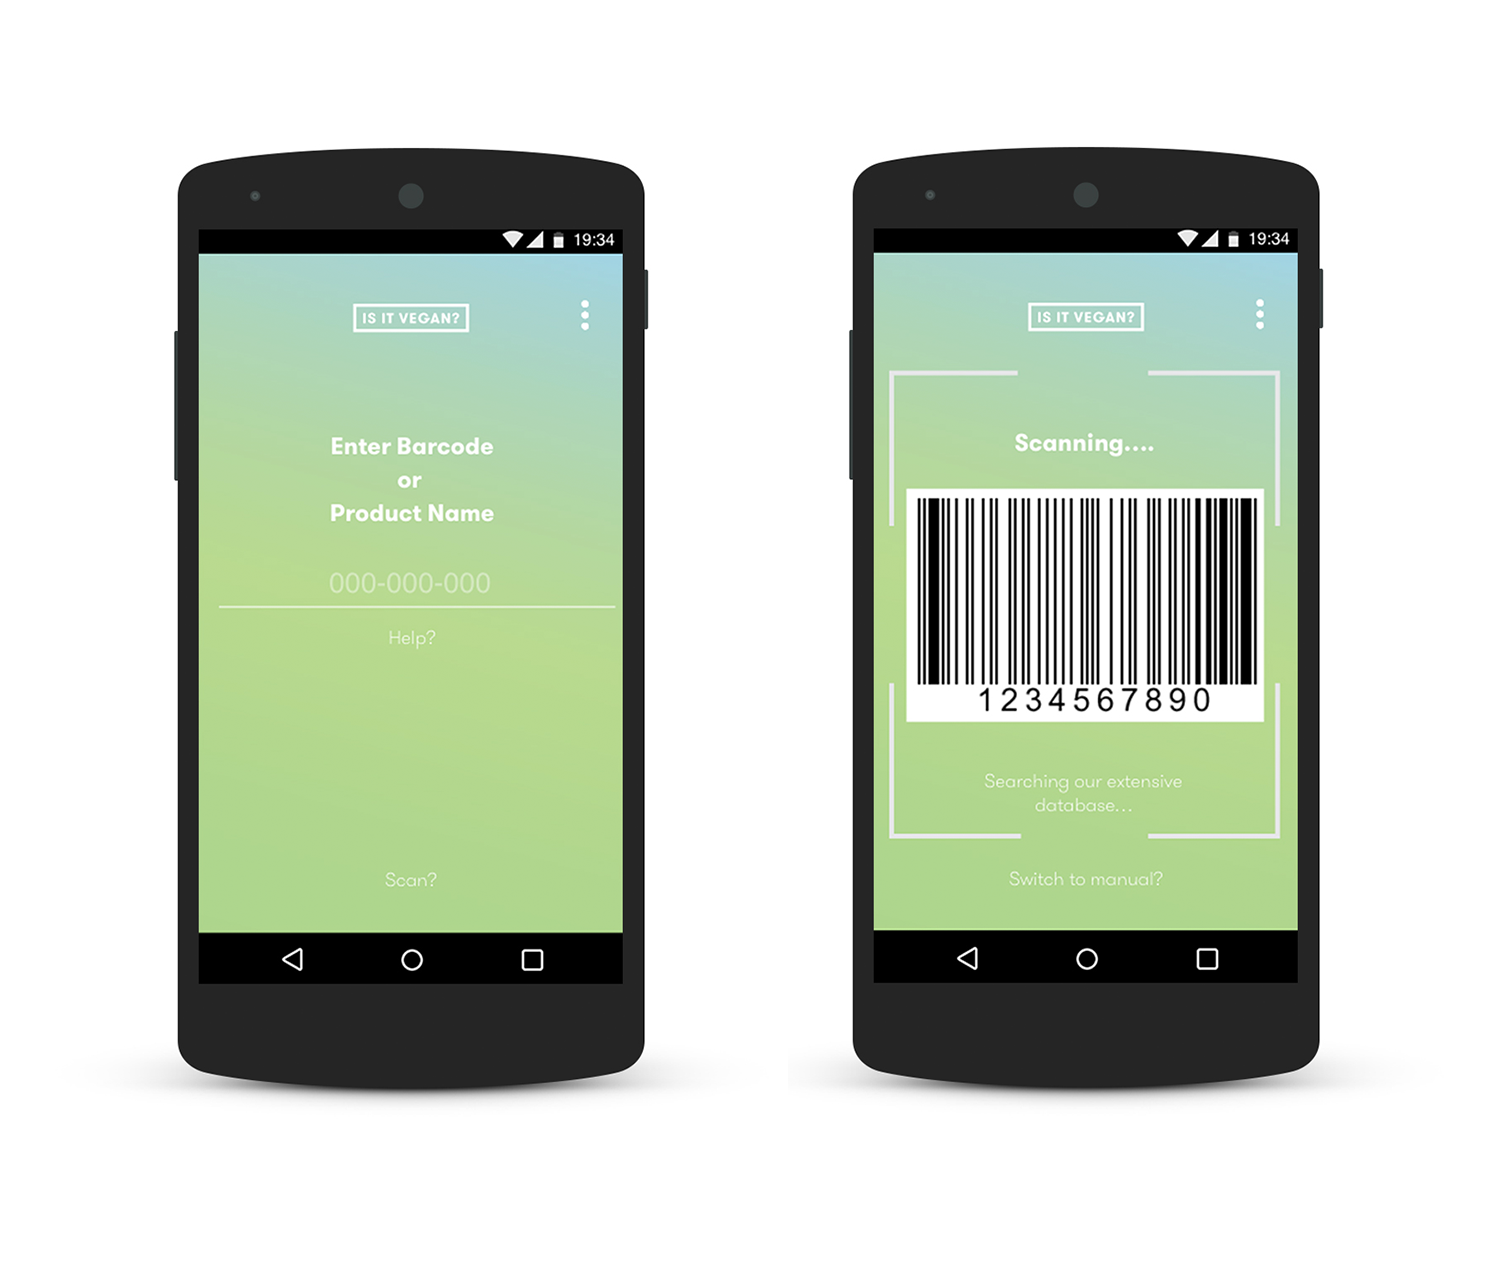 19:34
IS IT VEGAN?
Enter Barcode
or
Product Name
000-000-000
Help?
Scan?
19:34
IS IT VEGAN?
Scanning....
1234567890
Searching our extensive
database...
Switch to manual?